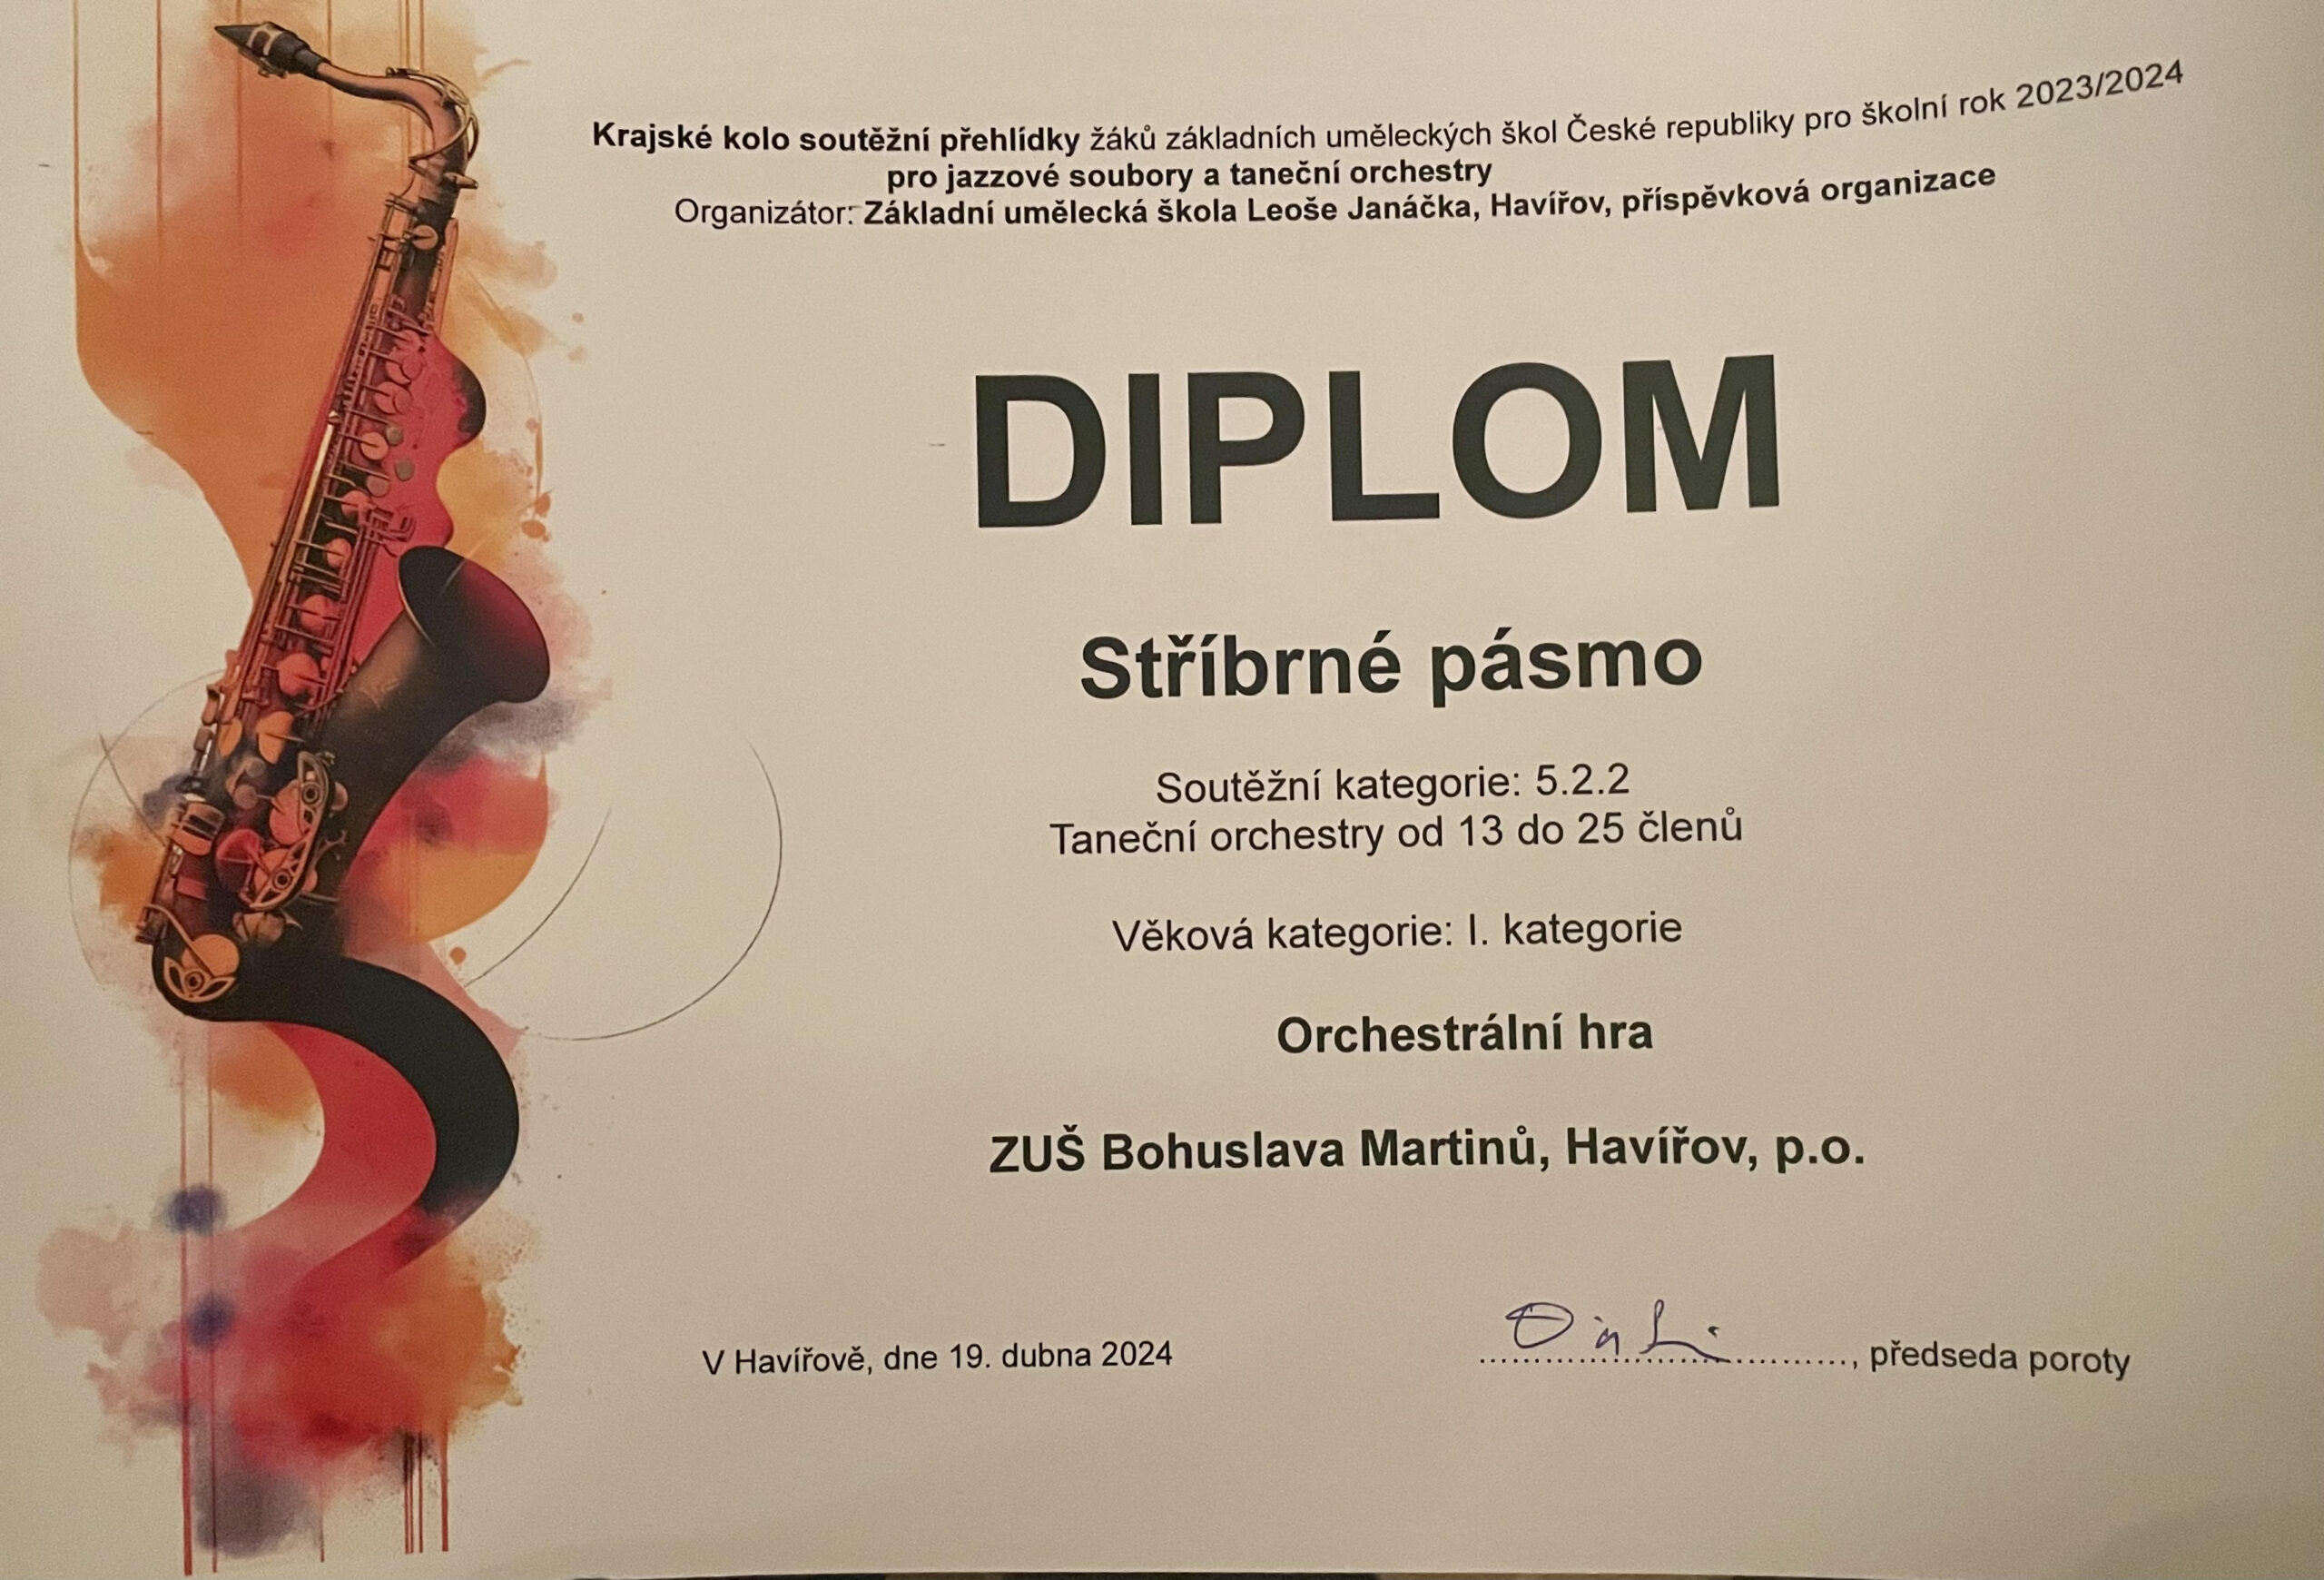 Krajské kolo soutěžní přehlídky žáků základních uměleckých škol České republiky pro školní rok 2023/2024
pro jazzové soubory a taneční orchestry
Organizátor: Základní umělecká škola Leoše Janáčka, Havířov, příspěvková organizace
DIPLOM
Stříbrné pásmo
Soutěžní kategorie: 5.2.2
Taneční orchestry od 13 do 25 členů
Věková kategorie: I. kategorie
Orchestrální hra
ZUŠ Bohuslava Martinů, Havířov, p.o.
V Havířově, dne 19. dubna 2024
, předseda poroty